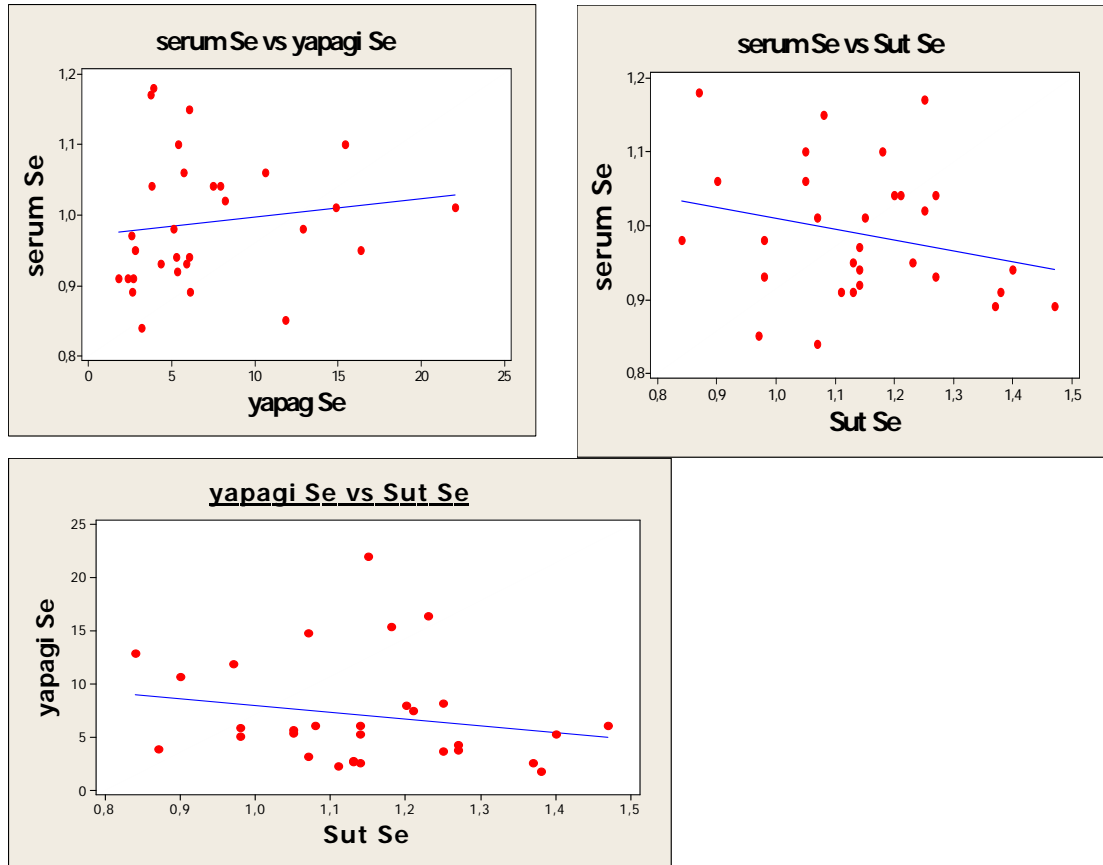 serum Se vs yapagi Se
serum Se
1,2
1,1
1,0
0,9
0,8
0 5 10 15 20 25
yapag Se
serum Se vs Sut Se
serum Se
1,2
1,1
1,0
0,9
0,8
0,8 0,9 1,0 1,1 1,2 1,3 1,4 1,5
Sut Se
yapagi Se vs Sut Se
yapagi Se
25
20
15
10
5
0
0,8 0,9 1,0 1,1 1,2 1,3 1,4 1,5
Sut Se